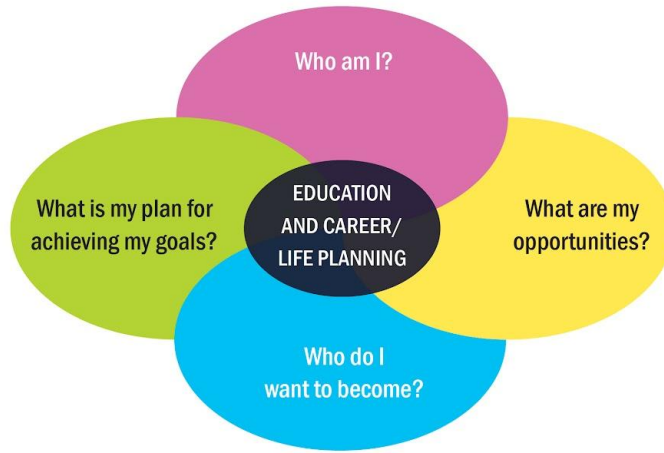 Who am I?
What is my plan for
achieving my goals?
EDUCATION
AND CAREER/
LIFE PLANNING
What are my
opportunities?
Who do I
want to become?